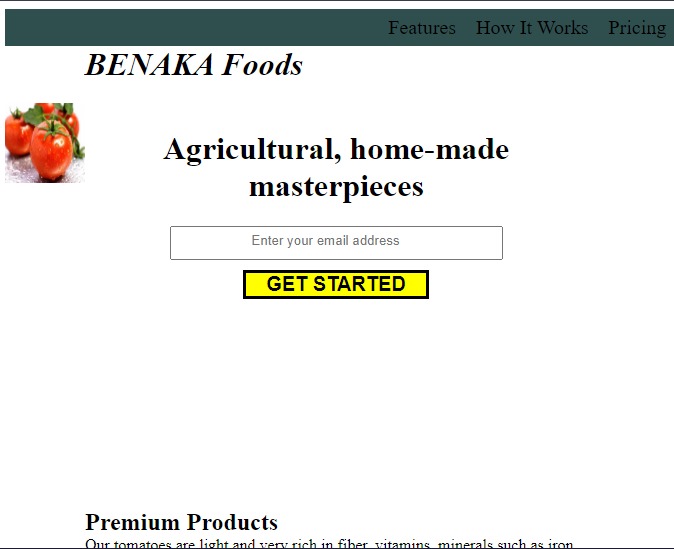 Features How It Works Pricing
BENAKA Foods
Agricultural, home-made
masterpieces
Enter your email address
GET STARTED
Premium Products
Our tomatoes are light and very rich in fiber, vitamins, minerals such as iron,